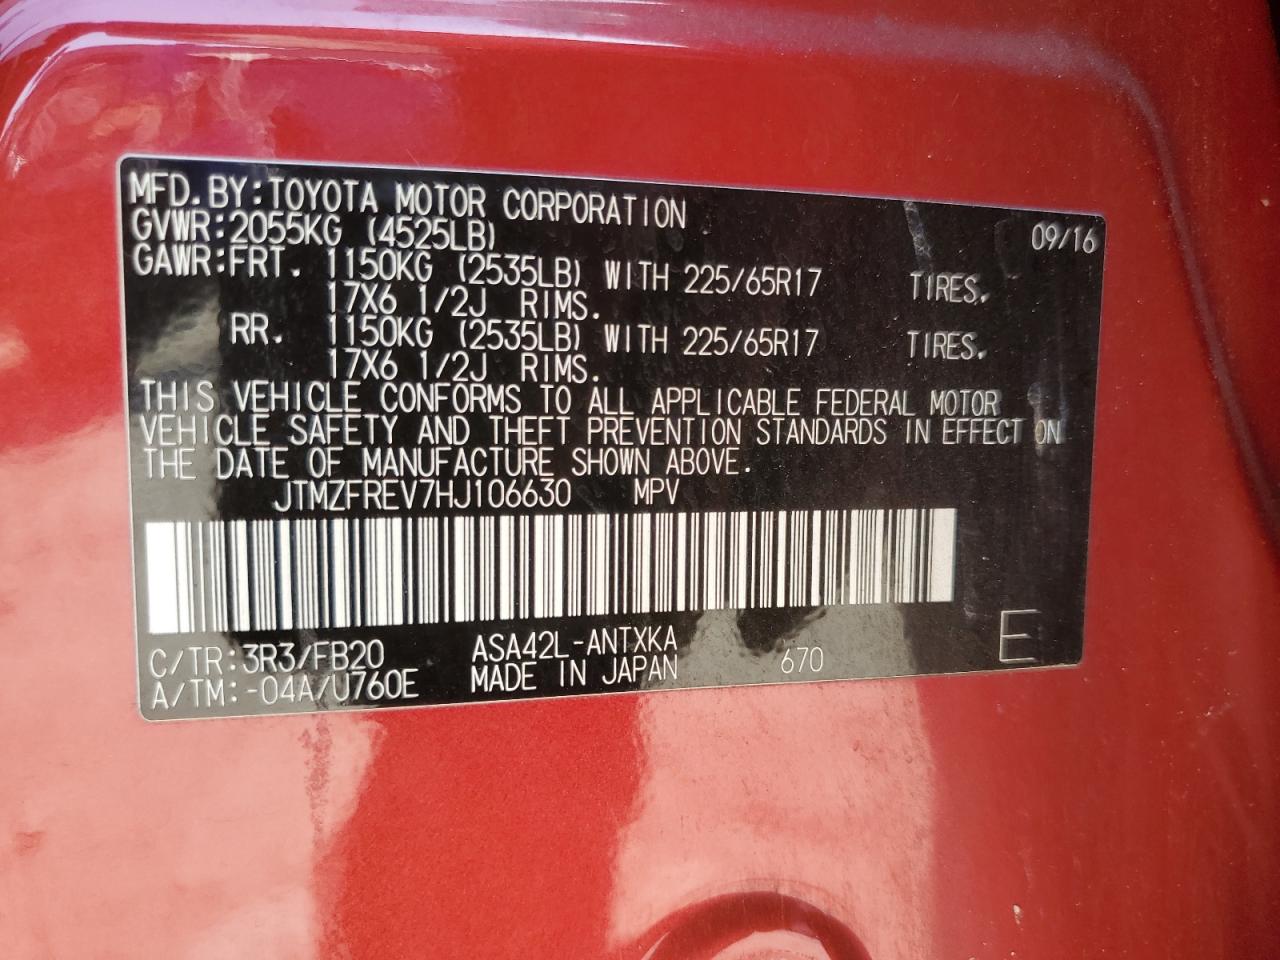 MFD. BY: TOYOTA MOTOR CORPORATION 09/16
GVWR: 2055KG (4525LB)
GAWR: FRT. 1150KG (2535LB) WITH 225/65R17 TIRES.
17X6 1/2J RIMS.
RR. 1150KG (2535LB) WITH 225/65R17 TIRES.
17X6 1/2J RIMS.
THIS VEHICLE CONFORMS TO ALL APPLICABLE FEDERAL MOTOR
VEHICLE SAFETY AND THEFT PREVENTION STANDARDS IN EFFECT ON
THE DATE OF MANUFACTURE SHOWN ABOVE.
JTMZFREV7HJ106630 MPV
C/TR: 3R3/FB20 ASA42L-ANTXKA 670 E
A/TM: -04A/U760E MADE IN JAPAN